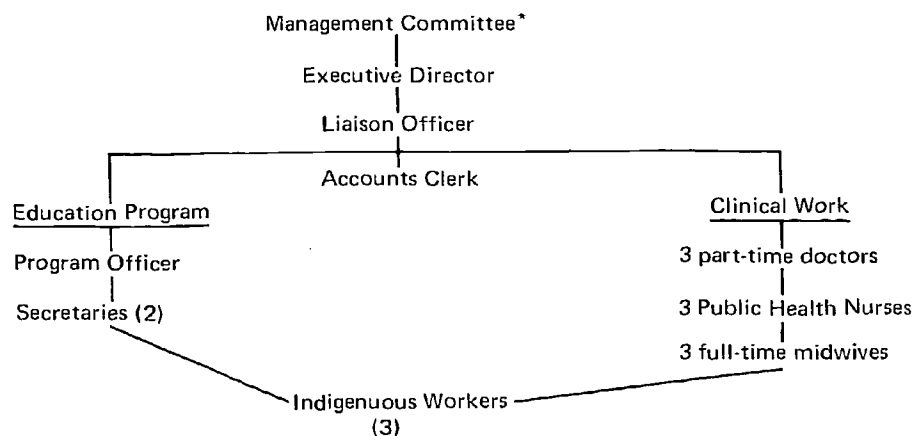 Management Committee*
Executive Director
Liaison Officer
Accounts Clerk
Education Program
Program Officer
Secretaries (2)
Clinical Work
3 part-time doctors
3 Public Health Nurses
3 full-time midwives
Indigenuous Workers
(3)